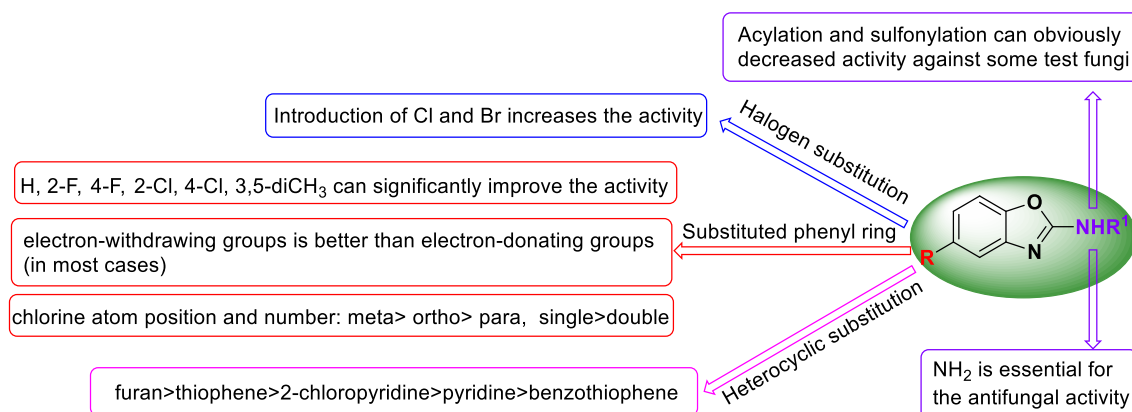 Acylation and sulfonylation can obviously
decreased activity against some test fungi
Introduction of Cl and Br increases the activity
Halogen substitution
H, 2-F, 4-F, 2-Cl, 4-Cl, 3,5-diCH₃ can significantly improve the activity
electron-withdrawing groups is better than electron-donating groups
(in most cases)
Substituted phenyl ring
chlorine atom position and number: meta> ortho> para, single>double
Heterocyclic substitution
furan>thiophene>2-chloropyridine>pyridine>benzothiophene
O
NHR¹
N
R
NH₂ is essential for
the antifungal activity